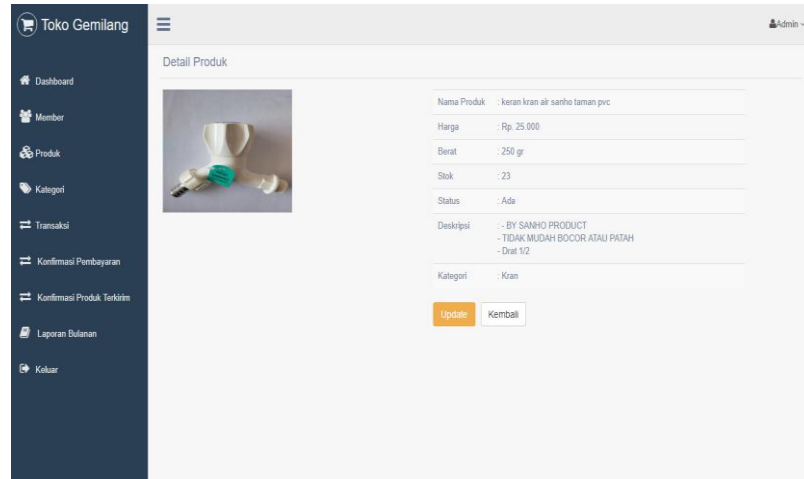 Toko Gemilang
Admin
Detail Produk
Dashboard
Member
Produk
Kategori
Transaksi
Konfirmasi Pembayaran
Konfirmasi Produk Terkirim
Laporan Bulanan
Keluar
Nama Produk : keran kran air sanho taman pvc
Harga : Rp. 25.000
Berat : 250 gr
Stok : 23
Status : Ada
Deskripsi : - BY SANHO PRODUCT
- TIDAK MUDAH BOCOR ATAU PATAH
- Drat 1/2
Kategori : Kran
Update Kembali